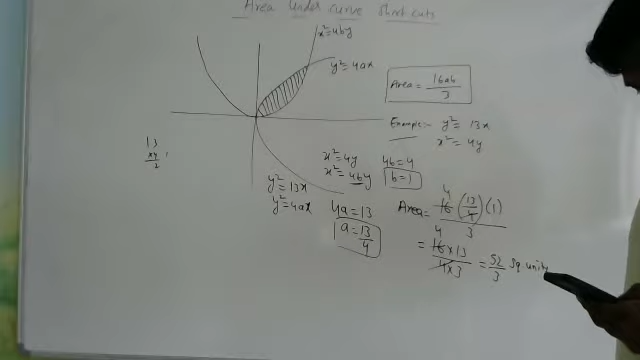 Area Under curve Short cuts
x² = 4by
y² = 4ax
Area = 16ab/3
Example:- y² = 13x
x² = 4y
13
x² = 4y
x² = 4by
4b = 4
b = 1
y² = 13x
y² = 4ax
4a = 13
a = 13/4
Area = 16 (13/4) (1) / 3
4
= 16 x 13 / 4 x 3 = 52/3 Sq units
4